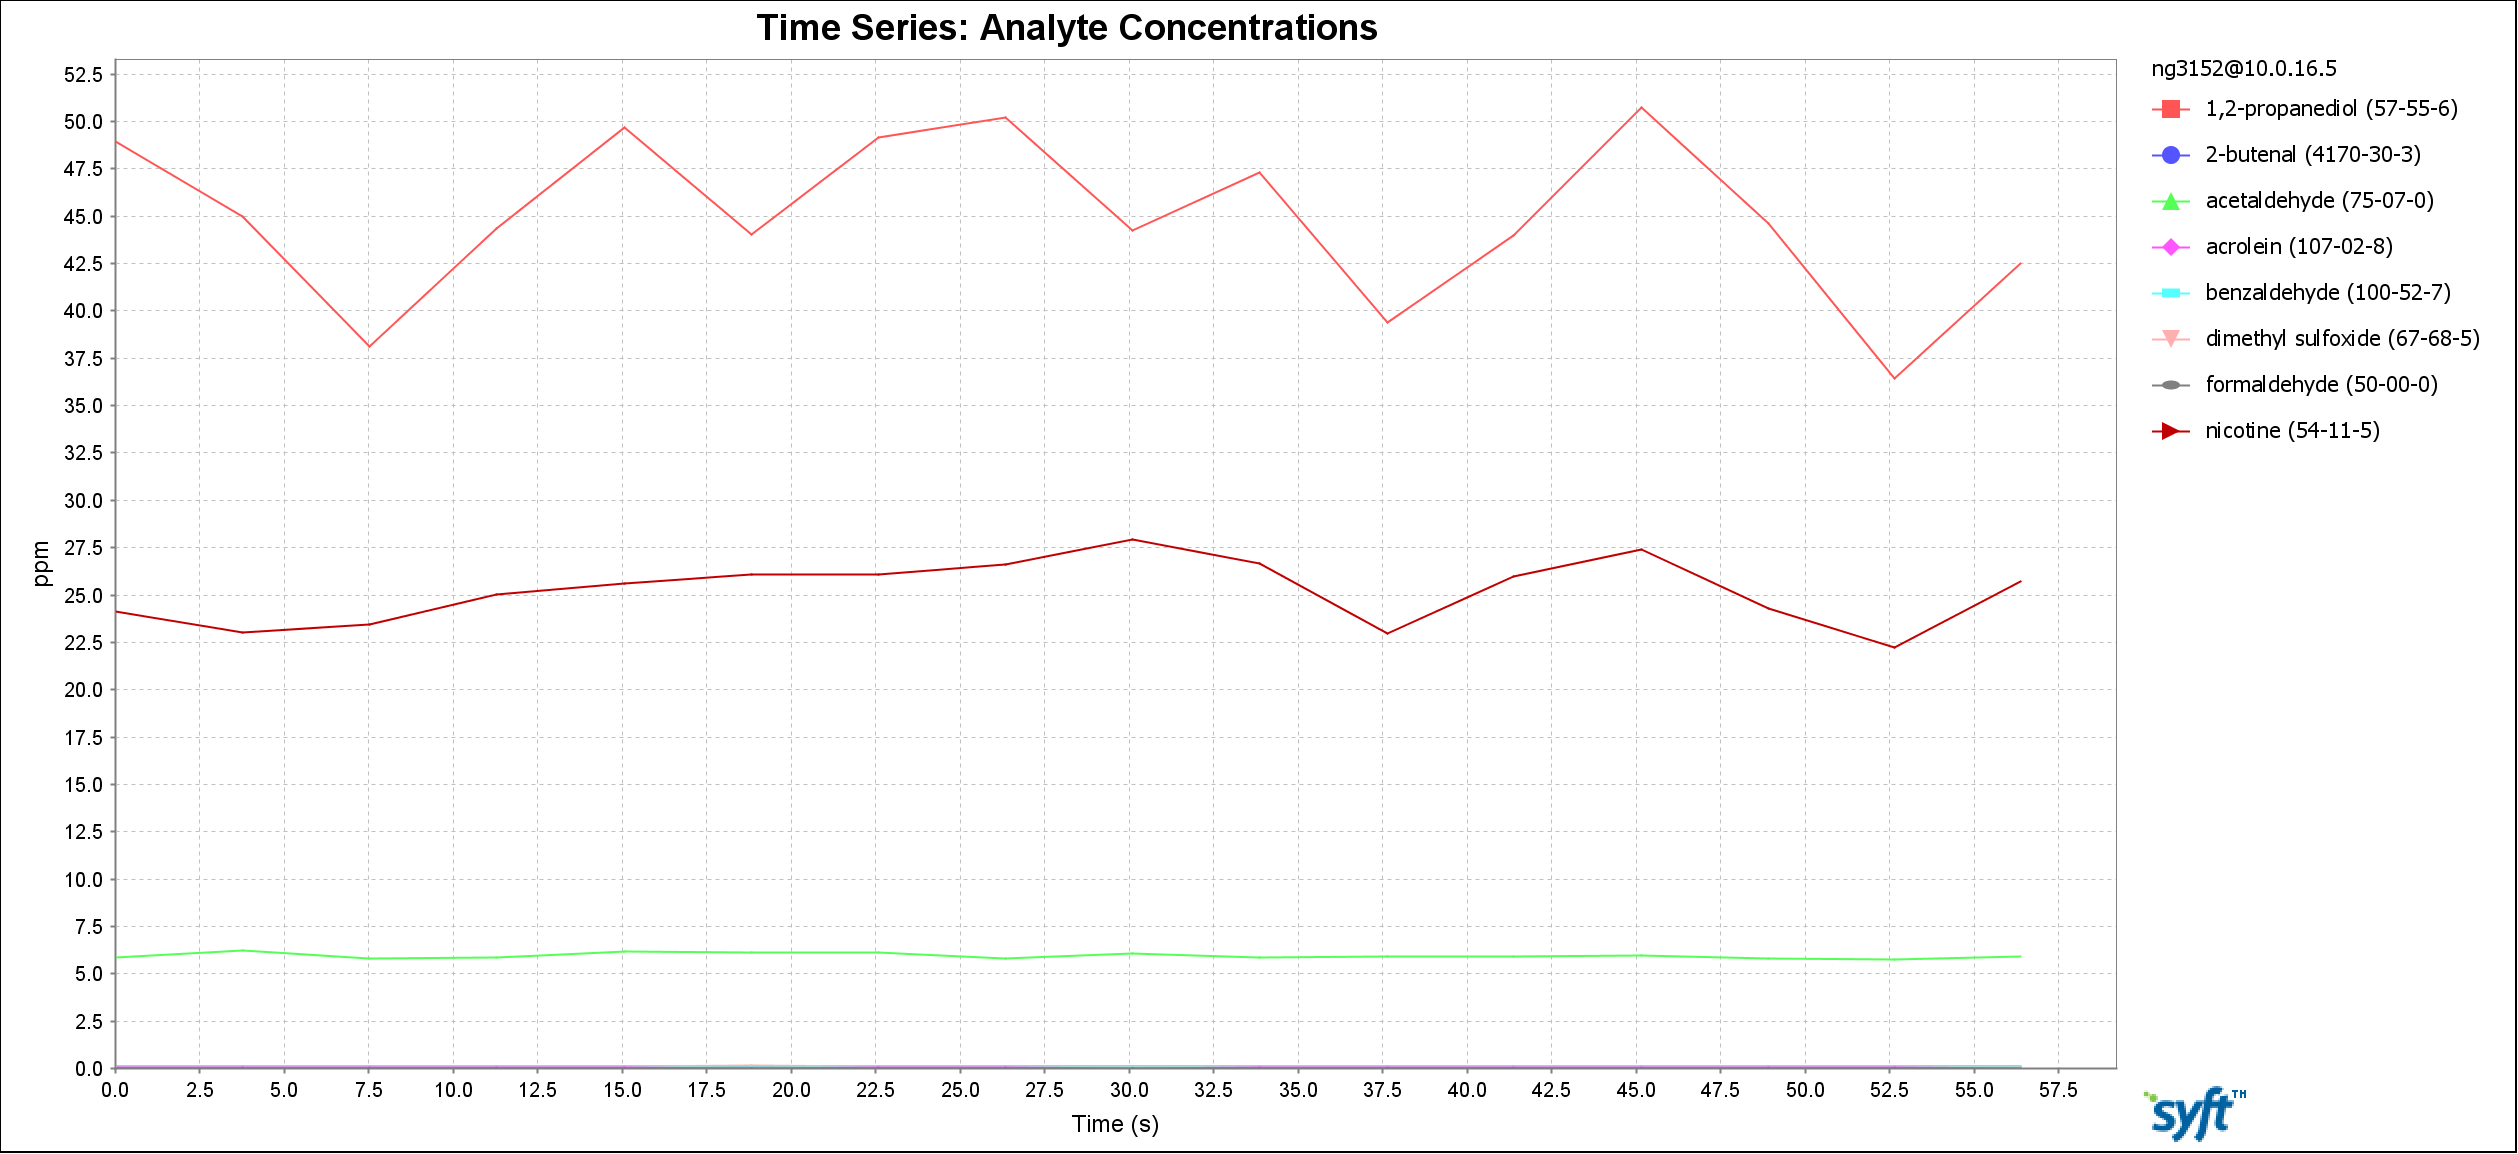 Time Series: Analyte Concentrations
52.5
50.0
47.5
45.0
42.5
40.0
37.5
35.0
32.5
30.0
27.5
25.0
22.5
20.0
17.5
15.0
12.5
10.0
7.5
5.0
2.5
0.0
ppm
0.0 2.5 5.0 7.5 10.0 12.5 15.0 17.5 20.0 22.5 25.0 27.5 30.0 32.5 35.0 37.5 40.0 42.5 45.0 47.5 50.0 52.5 55.0 57.5
Time (s)
ng3152@10.0.16.5
1,2-propanediol (57-55-6)
2-butenal (4170-30-3)
acetaldehyde (75-07-0)
acrolein (107-02-8)
benzaldehyde (100-52-7)
dimethyl sulfoxide (67-68-5)
formaldehyde (50-00-0)
nicotine (54-11-5)
syft™